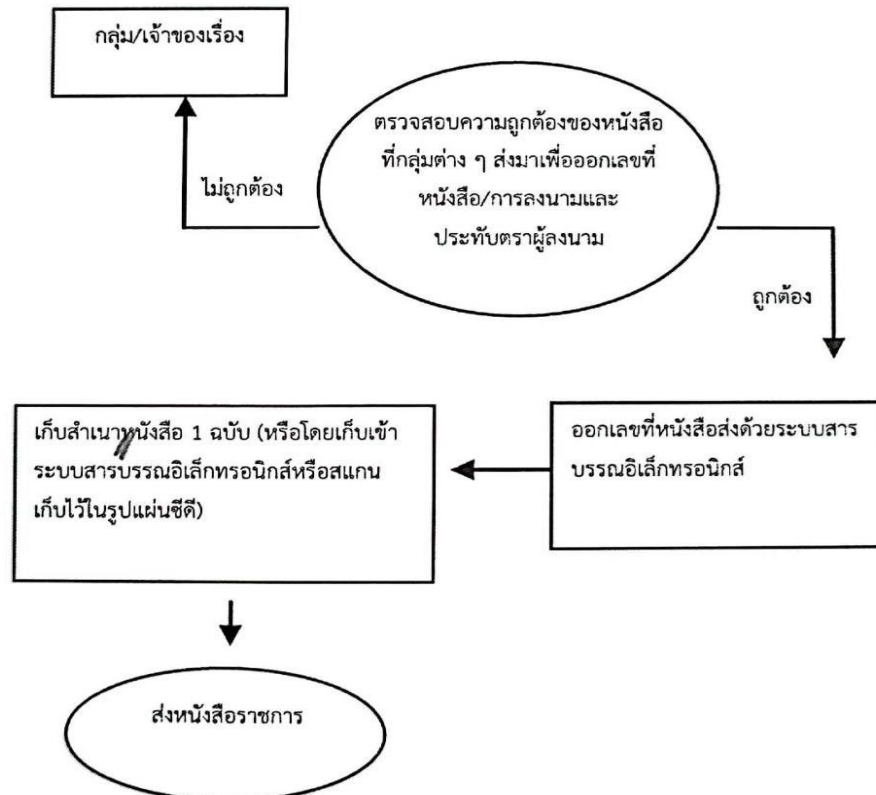 กลุ่ม/เจ้าของเรื่อง
ตรวจสอบความถูกต้องของหนังสือ
ที่กลุ่มต่าง ๆ ส่งมาเพื่อออกเลขที่
หนังสือ/การลงนามและ
ประทับตราผู้ลงนาม
ไม่ถูกต้อง
ถูกต้อง
ออกเลขที่หนังสือส่งด้วยระบบสาร
บรรณอิเล็กทรอนิกส์
เก็บสำเนาหนังสือ 1 ฉบับ (หรือโดยเก็บเข้า
ระบบสารบรรณอิเล็กทรอนิกส์หรือสแกน
เก็บไว้ในรูปแผ่นซีดี)
ส่งหนังสือราชการ